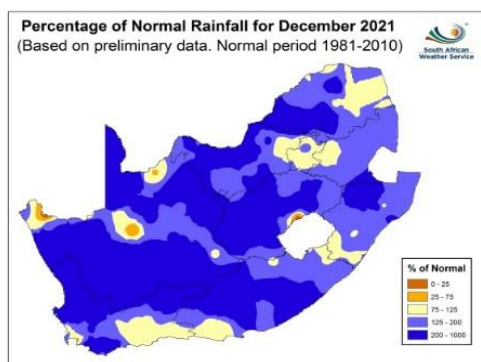 Percentage of Normal Rainfall for December 2021
(Based on preliminary data. Normal period 1981-2010)
South African
Weather Service
% of Normal
0 - 25
25 - 75
75 - 125
125 - 200
200 - 1000